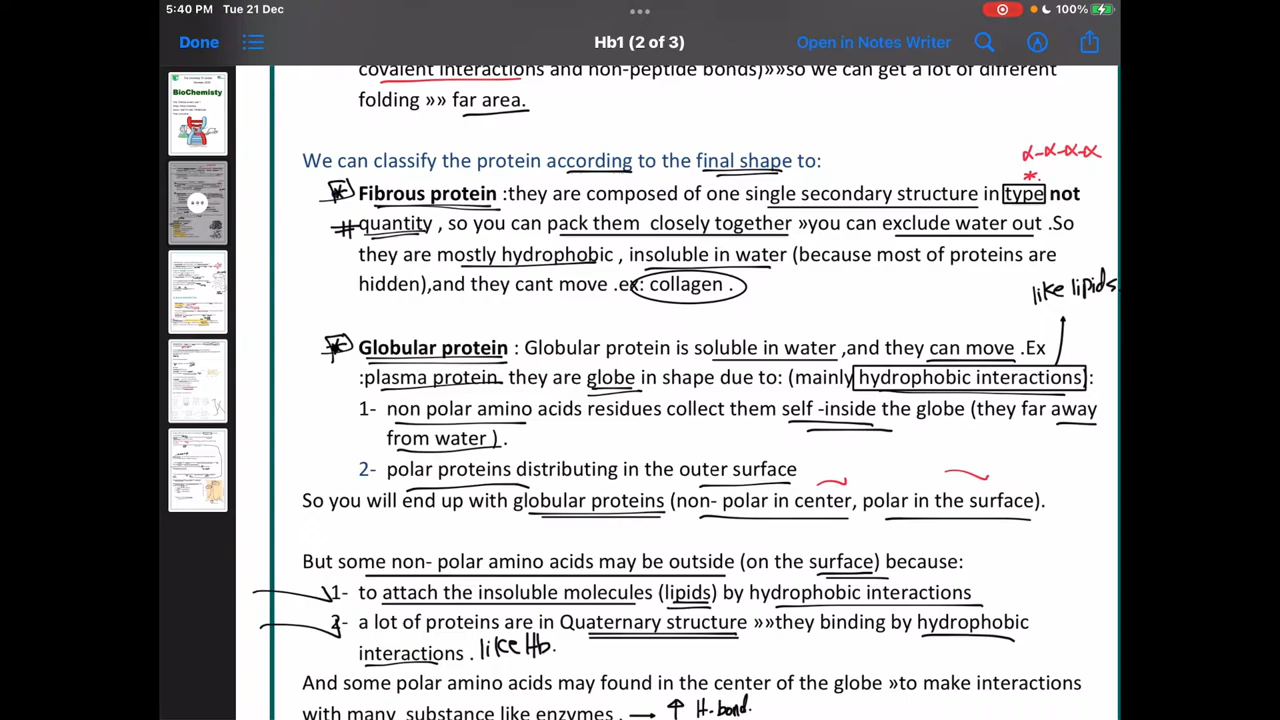 5:40 PM Tue 21 Dec
100%
Done
Hb1 (2 of 3)
Open in Notes Writer
BioChemisty
covalent interactions and non-peptide bonds)»»so we can gets lot of different
folding »» far area.
We can classify the protein according to the final shape to:
α-α-α-α
Fibrous protein :they are composed of one single secondary structure in type not
quantity , so you can pack them closely together »you can exclude water out .So
they are mostly hydrophobic, insoluble in water (because most of proteins are
hidden),and they cant move .ex: collagen .
like lipids
Globular protein : globular protein is soluble in water ,and they can move .Ex:
plasma protein they are globe in shape due to: (mainly hydrophobic interactions):
1- non polar amino acids residues collect them self -inside the globe (they far away
from water ) .
2- polar proteins distributing in the outer surface
So you will end up with globular proteins (non- polar in center, polar in the surface).
But some non- polar amino acids may be outside (on the surface) because:
1- to attach the insoluble molecules (lipids) by hydrophobic interactions
2- a lot of proteins are in Quaternary structure »»they binding by hydrophobic
interactions . like Hb.
And some polar amino acids may found in the center of the globe »to make interactions
with many substance like enzymes . → ↑ H-bond.